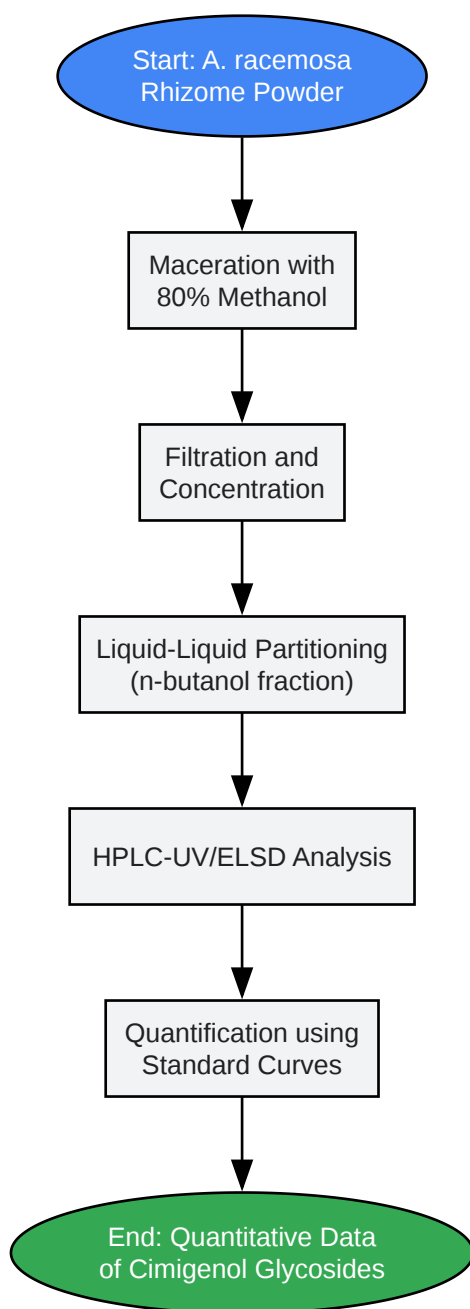 Start: A. racemosa
Rhizome Powder
Maceration with
80% Methanol
Filtration and
Concentration
Liquid-Liquid Partitioning
(n-butanol fraction)
HPLC-UV/ELSD Analysis
Quantification using
Standard Curves
End: Quantitative Data
of Cimigenol Glycosides